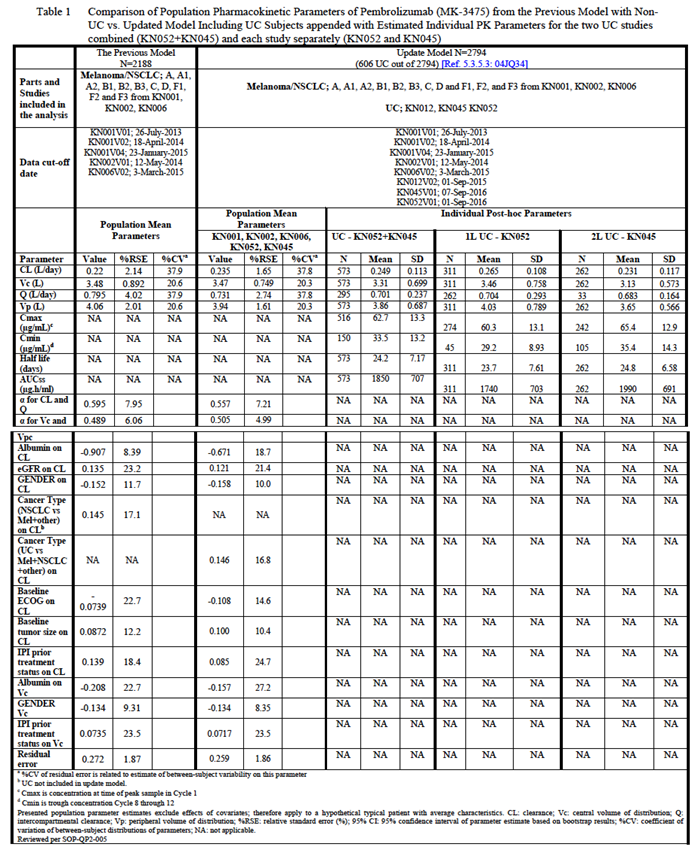 Table 1 Comparison of Population Pharmacokinetic Parameters of Pembrolizumab (MK-3475) from the Previous Model with Non-
UC vs. Updated Model Including UC Subjects appended with Estimated Individual PK Parameters for the two UC studies
combined (KN052+KN045) and each study separately (KN052 and KN045)
The Previous Model
N=2188
Update Model N=2794
(606 UC out of 2794) [Ref. 5.3.5.3: 04JQ34]
Parts and
Studies
included in
the analysis
Melanoma/NSCLC; A, A1,
A2, B1, B2, B3, C, D, F1,
F2 and F3 from KN001,
KN002, KN006
Melanoma/NSCLC; A, A1, A2, B1, B2, B3, C, D and F1, F2, and F3 from KN001, KN002, KN006
UC; KN012, KN045 KN052
Data cut-off
date
KN001V01; 26-July-2013
KN001V02; 18-April-2014
KN001V04; 23-January-2015
KN002V01; 12-May-2014
KN006V02; 3-March-2015
KN001V01; 26-July-2013
KN001V02; 18-April-2014
KN001V04; 23-January-2015
KN002V01; 12-May-2014
KN006V02; 3-March-2015
KN012V02; 01-Sep-2015
KN045V01; 07-Sep-2016
KN052V01; 01-Sep-2016
Population Mean
Parameters
Population Mean
Parameters
KN001, KN002, KN006,
KN052, KN045
Individual Post-hoc Parameters
UC - KN052+KN045 1L UC - KN052 2L UC - KN045
Parameter Value %RSE %CVᵃ Value %RSE %CVᵃ N Mean SD N Mean SD N Mean SD
CL (L/day) 0.22 2.14 37.9 0.235 1.65 37.8 573 0.249 0.113 311 0.265 0.108 262 0.231 0.117
Vc (L) 3.48 0.892 20.6 3.47 0.749 20.3 573 3.31 0.699 311 3.46 0.758 262 3.13 0.573
Q (L/day) 0.795 4.02 37.9 0.731 2.74 37.8 295 0.701 0.237 262 0.704 0.293 33 0.683 0.164
Vp (L) 4.06 2.01 20.6 3.94 1.61 20.3 573 3.86 0.687 311 4.03 0.789 262 3.65 0.566
Cmax
(µg/mL)ᶜ NA NA NA NA NA NA 516 62.7 13.3 274 60.3 13.1 242 65.4 12.9
Cmin
(µg/mL)ᵈ NA NA NA NA NA NA 150 33.5 13.2 45 29.2 8.93 105 35.4 14.3
Half life
(days) NA NA NA NA NA NA 573 24.2 7.17 311 23.7 7.61 262 24.8 6.58
AUCss
(µg.h/ml) NA NA NA NA NA NA 573 1850 707 311 1740 703 262 1990 691
α for CL and
Q 0.595 7.95 0.557 7.21 NA NA NA NA NA NA NA NA NA
α for Vc and 0.489 6.06 0.505 4.99 NA NA NA NA NA NA NA NA NA
Vpc
Albumin on
CL -0.907 8.39 -0.671 18.7 NA NA NA NA NA NA NA NA NA
eGFR on CL 0.135 23.2 0.121 21.4 NA NA NA NA NA NA NA NA NA
GENDER on
CL -0.152 11.7 -0.158 10.0 NA NA NA NA NA NA NA NA NA
Cancer Type
(NSCLC vs
Mel+other)
on CLᵇ 0.145 17.1 NA NA NA NA NA NA NA NA NA NA NA
Cancer Type
(UC vs
Mel+NSCLC
+other) on
CL NA NA 0.146 16.8 NA NA NA NA NA NA NA NA NA
Baseline
ECOG on
CL -
0.0739 22.7 -0.108 14.6 NA NA NA NA NA NA NA NA NA
Baseline
tumor size on
CL 0.0872 12.2 0.100 10.4 NA NA NA NA NA NA NA NA NA
IPI prior
treatment
status on CL 0.139 18.4 0.085 24.7 NA NA NA NA NA NA NA NA NA
Albumin on
Vc -0.208 22.7 -0.157 27.2 NA NA NA NA NA NA NA NA NA
GENDER
Vc -0.134 9.31 -0.134 8.35 NA NA NA NA NA NA NA NA NA
IPI prior
treatment
status on Vc 0.0735 23.5 0.0717 23.5 NA NA NA NA NA NA NA NA NA
Residual
error 0.272 1.87 0.259 1.86 NA NA NA NA NA NA NA NA NA
ᵃ %CV of residual error is related to estimate of between-subject variability on this parameter
ᵇ UC not included in update model.
ᶜ Cmax is concentration at time of peak sample in Cycle 1
ᵈ Cmin is trough concentration Cycle 8 through 12
Presented population parameter estimates exclude effects of covariates; therefore apply to a hypothetical typical patient with average characteristics. CL: clearance; Vc: central volume of distribution; Q:
intercompartmental clearance; Vp: peripheral volume of distribution; %RSE: relative standard error (%); 95% CI: 95% confidence interval of parameter estimate based on bootstrap results; %CV: coefficient of
variation of between-subject distributions of parameters; NA: not applicable.
Reviewed per SOP-QP2-005